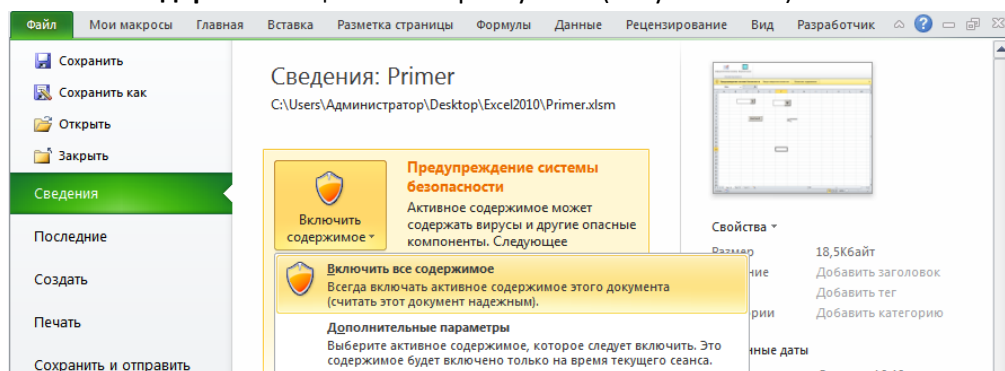 Файл Мои макросы Главная Вставка Разметка страницы Формулы Данные Рецензирование Вид Разработчик
Сохранить
Сохранить как
Открыть
Закрыть
Сведения
Последние
Создать
Печать
Сохранить и отправить
Сведения: Primer
C:\Users\Администратор\Desktop\Excel2010\Primer.xlsm
Включить
содержимое
Предупреждение системы
безопасности
Активное содержимое может
содержать вирусы и другие опасные
компоненты. Следующее
Включить все содержимое
Всегда включать активное содержимое этого документа
(считать этот документ надежным).
Дополнительные параметры
Выберите активное содержимое, которое следует включить. Это
содержимое будет включено только на время текущего сеанса.
Свойства
Размер 18,5Кбайт
ние Добавить заголовок
Добавить тег
рии Добавить категорию
нные даты